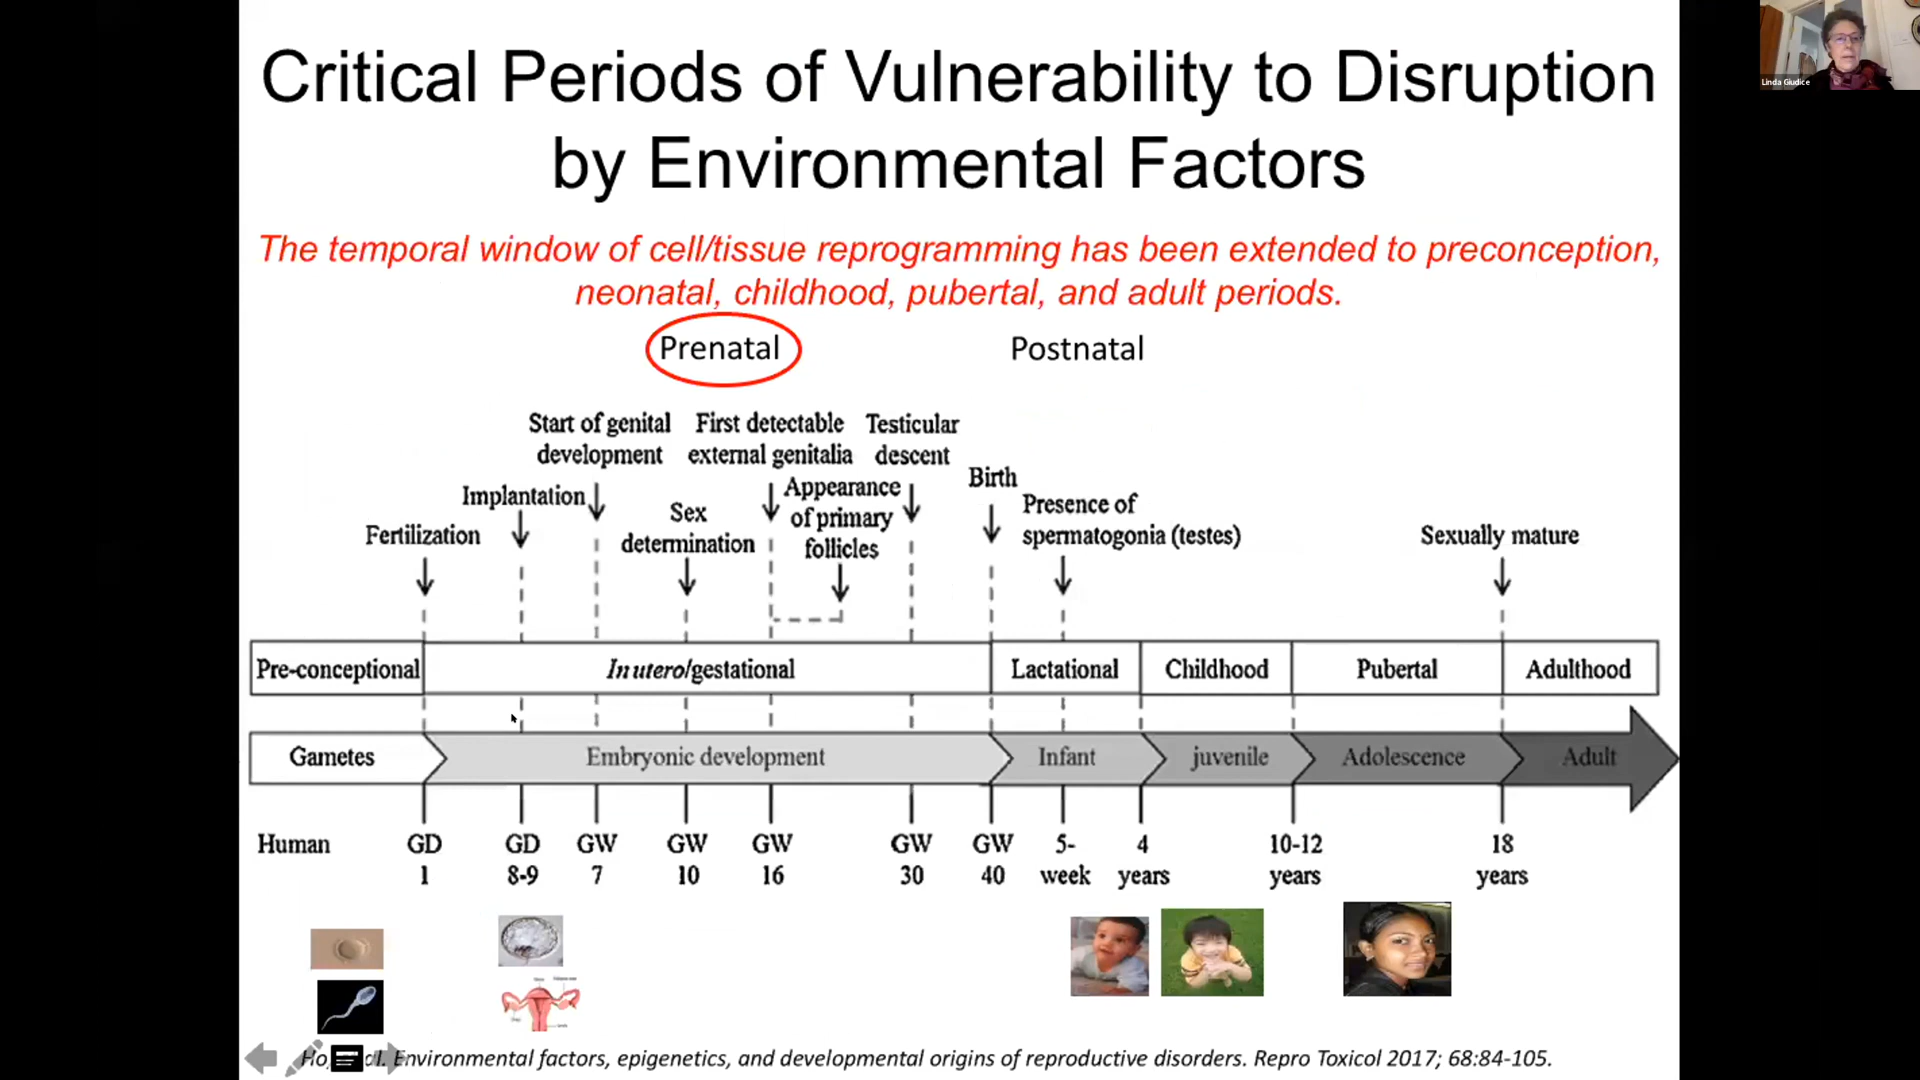 Critical Periods of Vulnerability to Disruption
by Environmental Factors
Linda Giudice
The temporal window of cell/tissue reprogramming has been extended to preconception,
neonatal, childhood, pubertal, and adult periods.
Prenatal
Postnatal
Start of genital
development
First detectable
external genitalia
Testicular
descent
Birth
Implantation
Appearance
of primary
follicles
Presence of
spermatogonia (testes)
Fertilization
Sex
determination
Sexually mature
Pre-conceptional
In utero/gestational
Lactational
Childhood
Pubertal
Adulthood
Gametes
Embryonic development
Infant
juvenile
Adolescence
Adult
Human
GD
1
GD
8-9
GW
7
GW
10
GW
16
GW
30
GW
40
5-
week
4
years
10-12
years
18
years
Environmental factors, epigenetics, and developmental origins of reproductive disorders. Repro Toxicol 2017; 68:84-105.